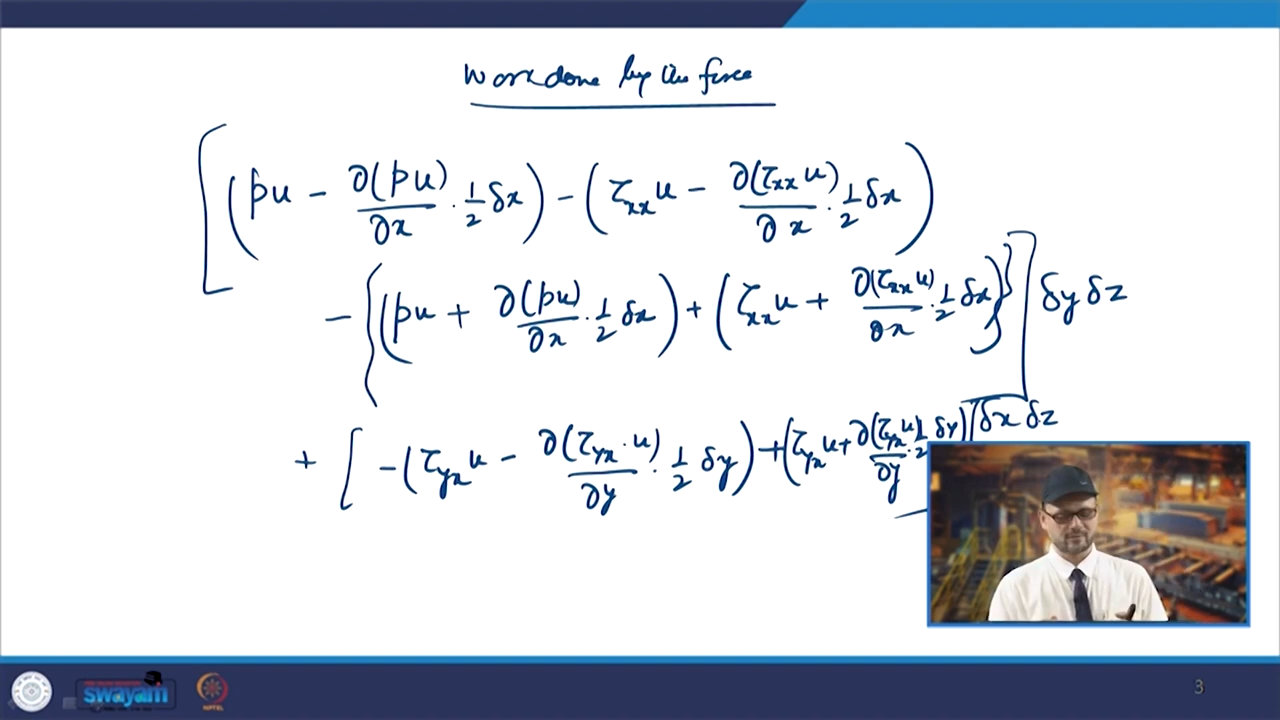 Workdone by the force
[(pu - ∂(pu)/∂x · 1/2 δx) - (τxx u - ∂(τxx u)/∂x · 1/2 δx)
- {(pu + ∂(pu)/∂x · 1/2 δx) + (τxx u + ∂(τxx u)/∂x · 1/2 δx)}] δy δz
+ [-(τyx u - ∂(τyx · u)/∂y · 1/2 δy) + (τyx u + ∂(τyx u)/∂y · 1/2 δy)] δx δz
swayam
NPTEL
3